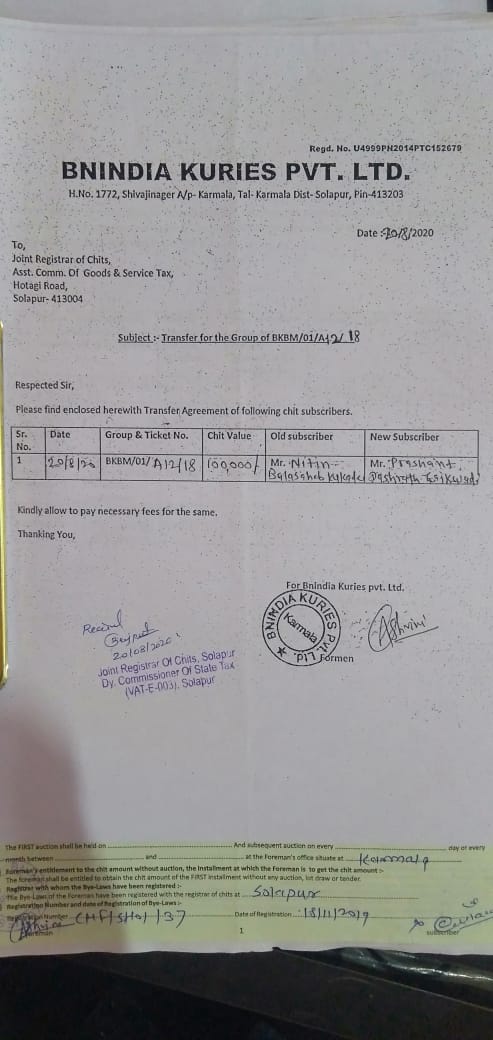 Regd. No. U4999PN2014PTC152679
BNINDIA KURIES PVT. LTD.
H.No. 1772, Shivajinager A/p- Karmala, Tal- Karmala Dist- Solapur, Pin-413203
Date :- 20/8/2020
To,
Joint Registrar of Chits,
Asst. Comm. Of Goods & Service Tax,
Hotagi Road,
Solapur- 413004
Subject :- Transfer for the Group of BKBM/01/A12/18
Respected Sir,
Please find enclosed herewith Transfer Agreement of following chit subscribers.
Sr. No. Date Group & Ticket No. Chit Value Old subscriber New Subscriber
1 20/8/20 BKBM/01/A12/18 100,000/ Mr. Nitin Mr. Prashant
Balasaheb
Kindly allow to pay necessary fees for the same.
Thanking You,
For Bnindia Kuries pvt. Ltd.
BNINDIA KURIES PVT. LTD.
Karmala
Formen
20/08/2020
Joint Registrar Of Chits, Solapur
Dy. Commissioner Of State Tax
(VAT-E-003), Solapur
The FIRST auction shall be held on And subsequent auction on every day of every
month between and at the Foreman's office situate at Karmala
Foreman's entitlement to the chit amount without auction, the Installment at which the Foreman is to get the chit amount :-
The foreman shall be entitled to obtain the chit amount of the FIRST Installment without any auction, lot draw or tender.
Registrar with whom the Bye-Laws have been registered :-
The Bye-Laws of the Foreman have been registered with the registrar of chits at Solapur
Registration Number and date of Registration of Bye-Laws :-
Registration Number Date of Registration 18/11/2019
Foreman subscriber
1